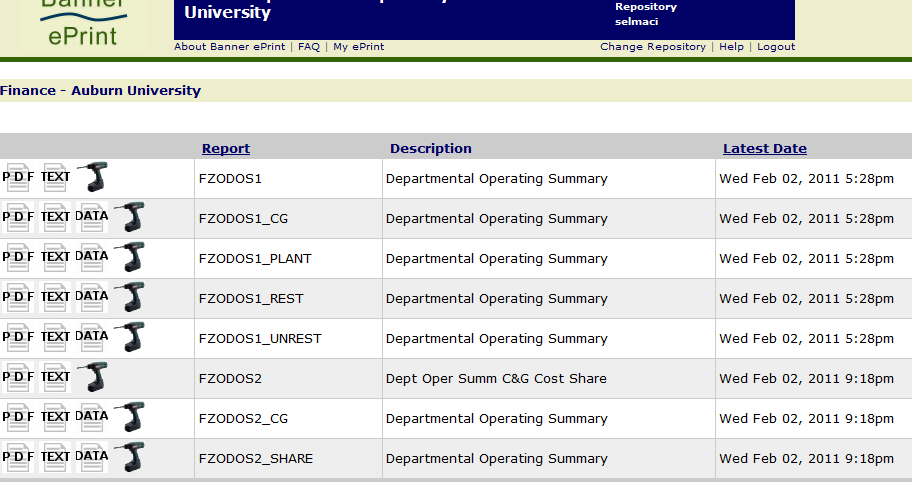 Banner
ePrint
University
Repository
selmaci
About Banner ePrint | FAQ | My ePrint
Change Repository | Help | Logout
Finance - Auburn University
Report Description Latest Date
PDF TEXT FZODOS1 Departmental Operating Summary Wed Feb 02, 2011 5:28pm
PDF TEXT DATA FZODOS1_CG Departmental Operating Summary Wed Feb 02, 2011 5:28pm
PDF TEXT DATA FZODOS1_PLANT Departmental Operating Summary Wed Feb 02, 2011 5:28pm
PDF TEXT DATA FZODOS1_REST Departmental Operating Summary Wed Feb 02, 2011 5:28pm
PDF TEXT DATA FZODOS1_UNREST Departmental Operating Summary Wed Feb 02, 2011 5:28pm
PDF TEXT FZODOS2 Dept Oper Summ C&G Cost Share Wed Feb 02, 2011 9:18pm
PDF TEXT DATA FZODOS2_CG Departmental Operating Summary Wed Feb 02, 2011 9:18pm
PDF TEXT DATA FZODOS2_SHARE Departmental Operating Summary Wed Feb 02, 2011 9:18pm